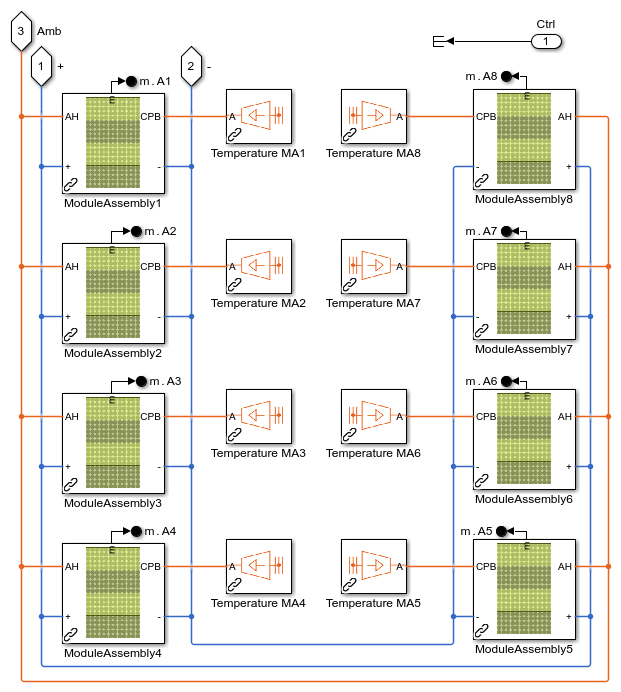 3 Amb
Ctrl
1
1 +
2 -
m.A1
m
AH CPB
+ -
ModuleAssembly1
A
Temperature MA1
A
Temperature MA8
m.A8
m
CPB AH
- +
ModuleAssembly8
m.A2
m
AH CPB
+ -
ModuleAssembly2
A
Temperature MA2
A
Temperature MA7
m.A7
m
CPB AH
- +
ModuleAssembly7
m.A3
m
AH CPB
+ -
ModuleAssembly3
A
Temperature MA3
A
Temperature MA6
m.A6
m
CPB AH
- +
ModuleAssembly6
m.A4
m
AH CPB
+ -
ModuleAssembly4
A
Temperature MA4
A
Temperature MA5
m.A5
m
CPB AH
- +
ModuleAssembly5